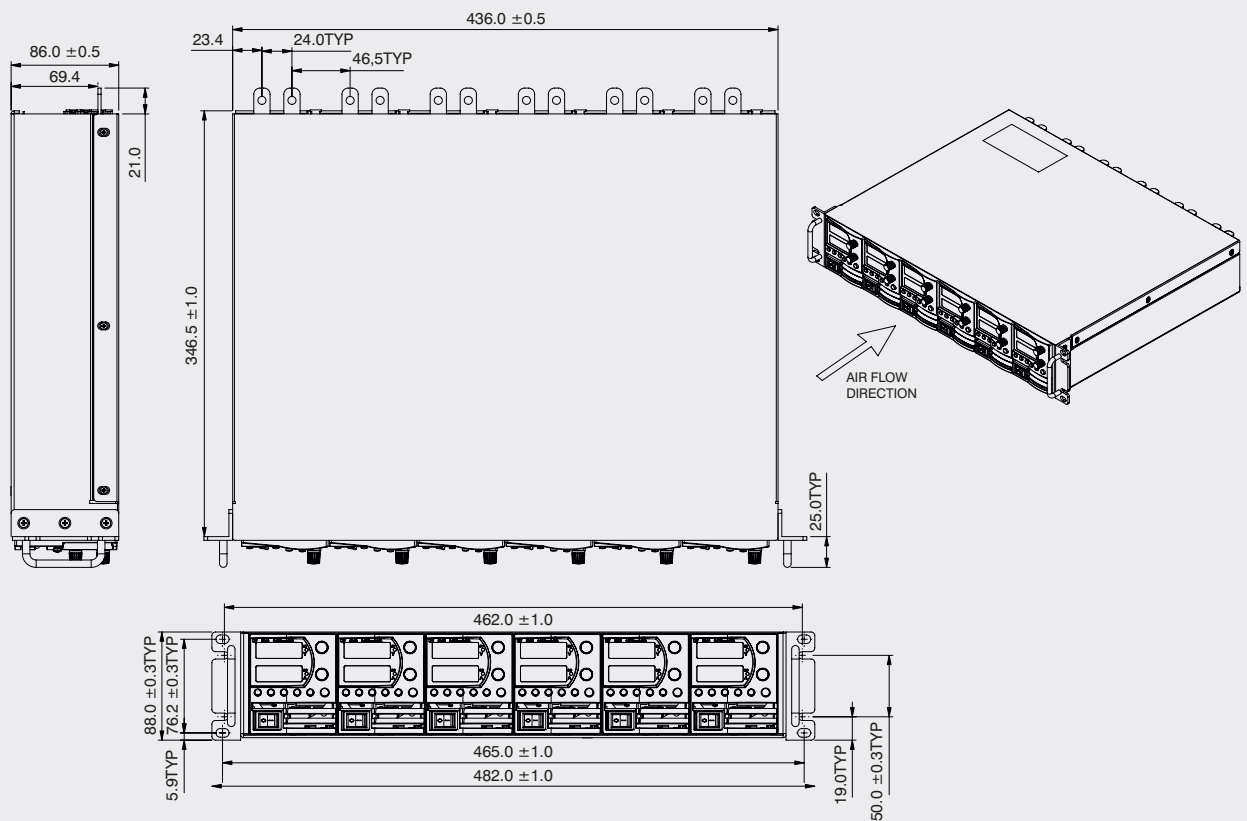 436.0 ±0.5
23.4
24.0TYP
46,5TYP
86.0 ±0.5
69.4
21.0
346.5 ±1.0
AIR FLOW
DIRECTION
25.0TYP
462.0 ±1.0
88.0 ±0.3TYP
76.2 ±0.3TYP
5.9TYP
465.0 ±1.0
482.0 ±1.0
19.0TYP
50.0 ±0.3TYP